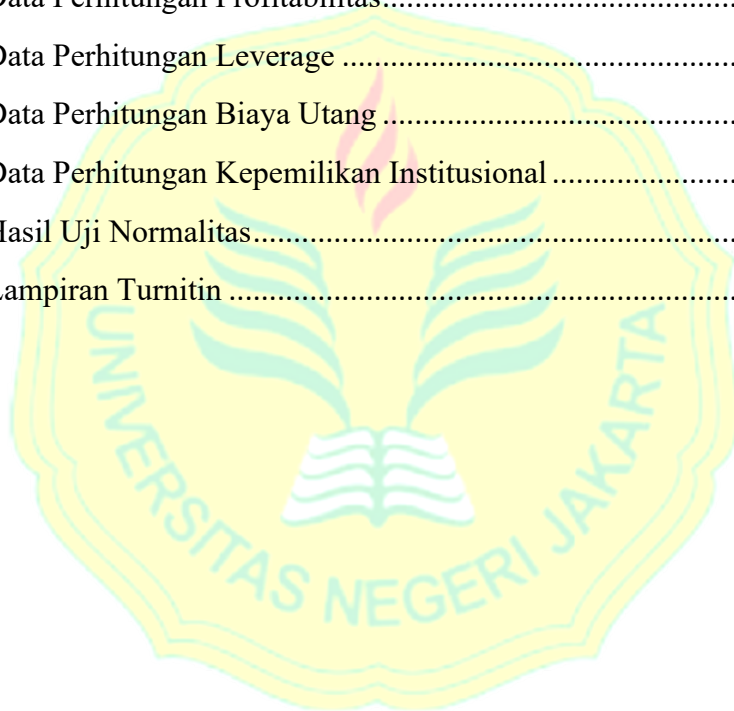 Data Perhitungan Profitabilitas................................................
Data Perhitungan Leverage ................................................
Data Perhitungan Biaya Utang ............................................
Data Perhitungan Kepemilikan Institusional .......................
Hasil Uji Normalitas............................................................
Lampiran Turnitin ...............................................................
UNIVERSITAS NEGERI JAKARTA